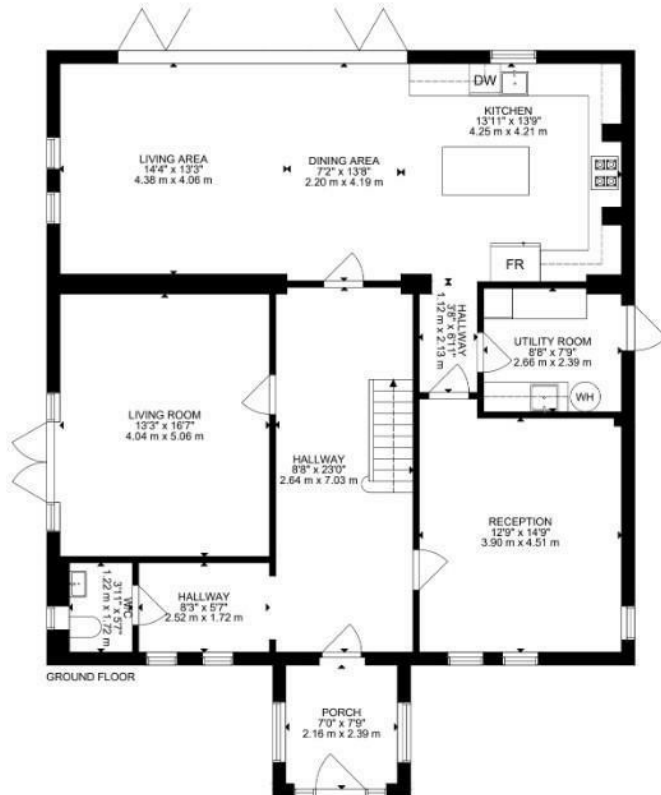 DW
KITCHEN
13'11" x 13'9"
4.25 m x 4.21 m
LIVING AREA
14'4" x 13'3"
4.38 m x 4.06 m
DINING AREA
7'2" x 13'8"
2.20 m x 4.19 m
FR
HALLWAY
3'8" x 6'11"
1.12 m x 2.13 m
UTILITY ROOM
8'8" x 7'9"
2.66 m x 2.39 m
WH
LIVING ROOM
13'3" x 16'7"
4.04 m x 5.06 m
HALLWAY
8'8" x 23'0"
2.64 m x 7.03 m
RECEPTION
12'9" x 14'9"
3.90 m x 4.51 m
W/C
3'11" x 5'7"
1.22 m x 1.72 m
HALLWAY
8'3" x 5'7"
2.52 m x 1.72 m
GROUND FLOOR
PORCH
7'0" x 7'9"
2.16 m x 2.39 m